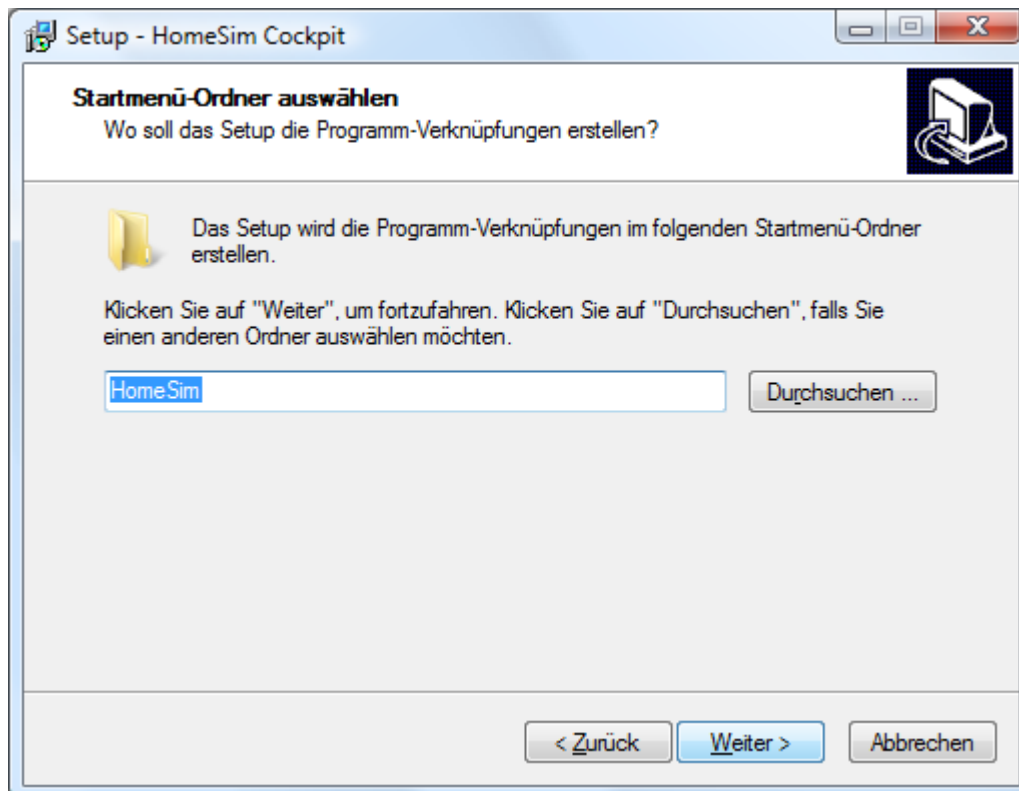 Setup - HomeSim Cockpit
Startmenü-Ordner auswählen
Wo soll das Setup die Programm-Verknüpfungen erstellen?
Das Setup wird die Programm-Verknüpfungen im folgenden Startmenü-Ordner
erstellen.
Klicken Sie auf "Weiter", um fortzufahren. Klicken Sie auf "Durchsuchen", falls Sie
einen anderen Ordner auswählen möchten.
HomeSim
Durchsuchen ...
< Zurück
Weiter >
Abbrechen